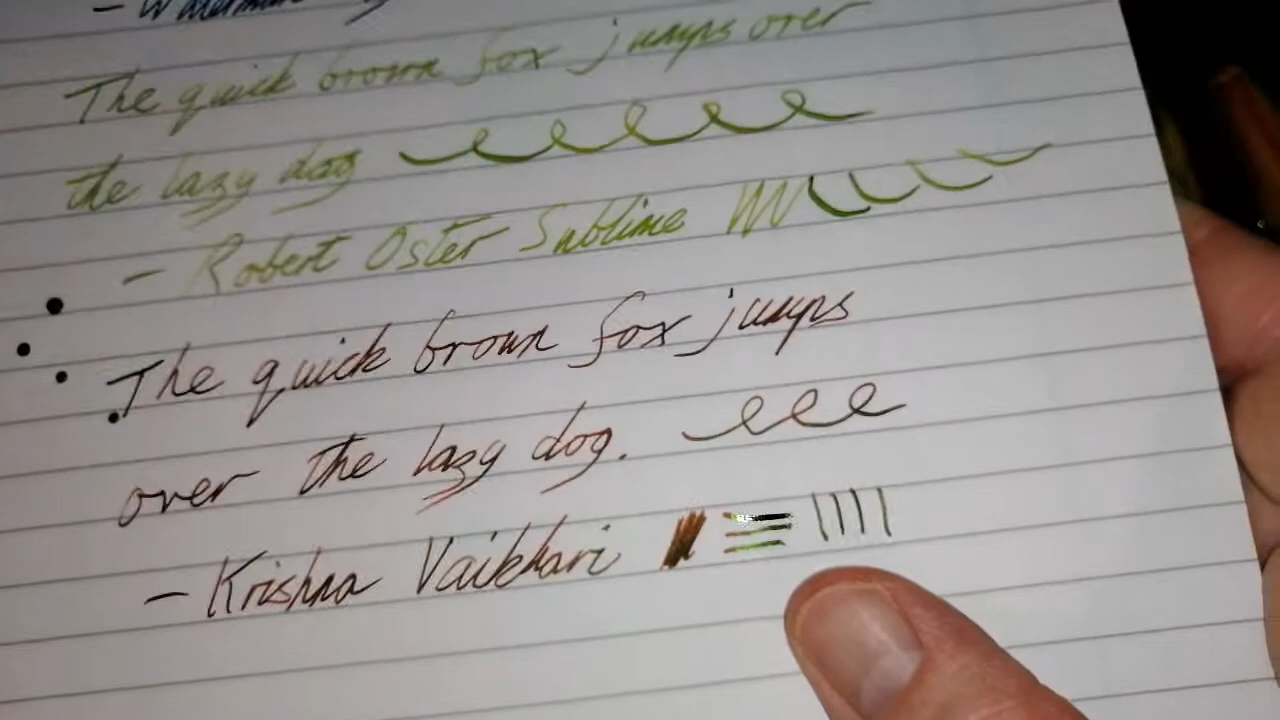 The quick brown fox jumps over
the lazy dog
- Robert Oster Sublime
The quick brown fox jumps
over the lazy dog.
- Krishna Vaikhari